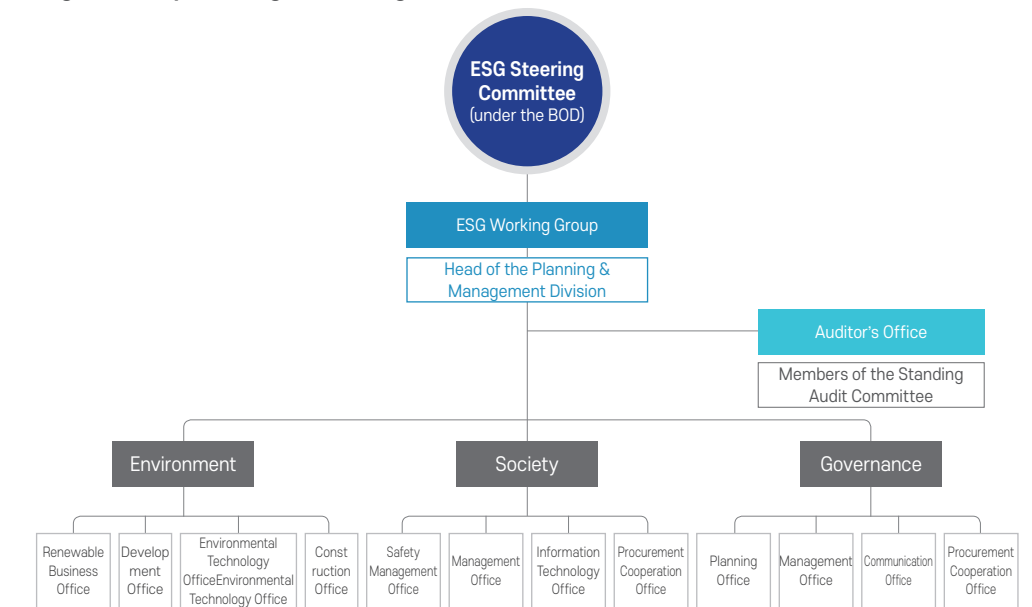 ESG Steering
Committee
(under the BOD)
ESG Working Group
Head of the Planning &
Management Division
Auditor's Office
Members of the Standing
Audit Committee
Environment
Society
Governance
Renewable
Business
Office
Develop
ment
Office
Environmental
Technology
OfficeEnvironmental
Technology Office
Const
ruction
Office
Safety
Management
Office
Management
Office
Information
Technology
Office
Procurement
Cooperation
Office
Planning
Office
Management
Office
Communication
Office
Procurement
Cooperation
Office